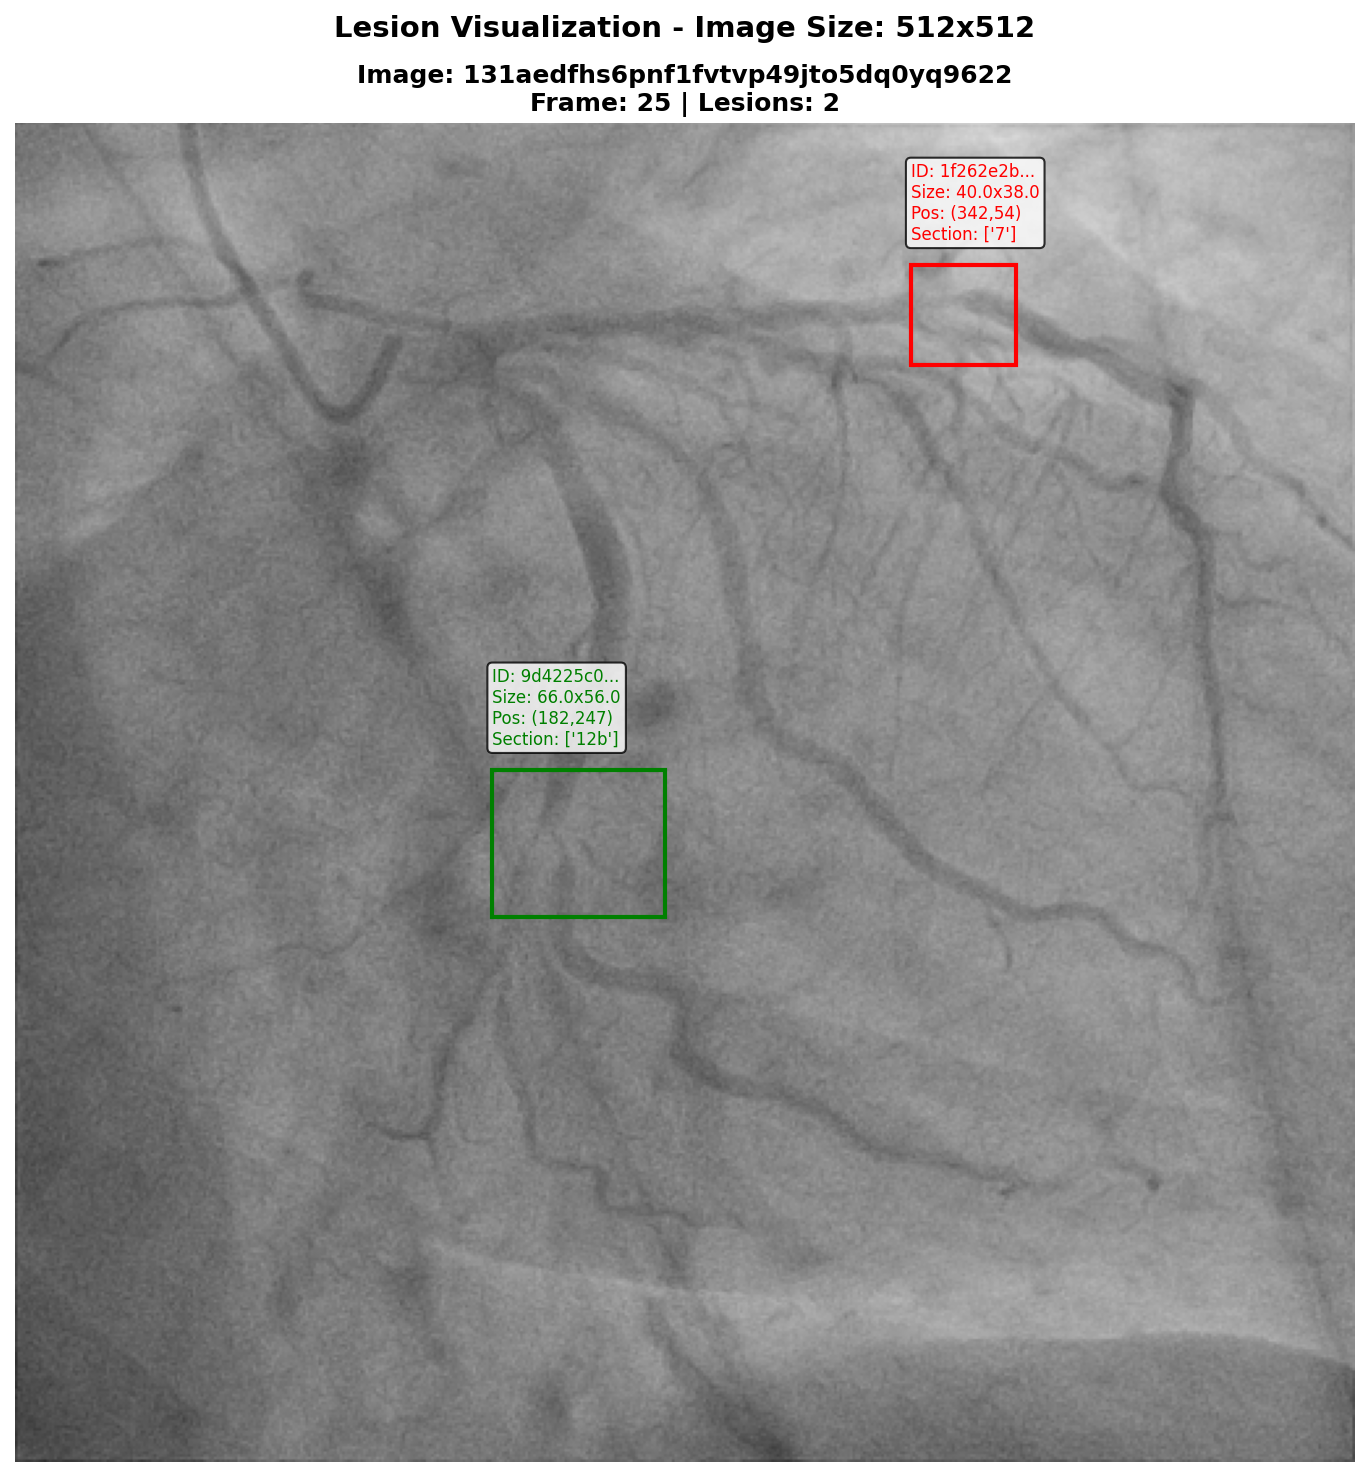 Lesion Visualization - Image Size: 512x512
Image: 131aedfhs6pnf1fvtvp49jto5dq0yq9622
Frame: 25 | Lesions: 2
ID: 1f262e2b...
Size: 40.0x38.0
Pos: (342,54)
Section: ['7']
ID: 9d4225c0...
Size: 66.0x56.0
Pos: (182,247)
Section: ['12b']